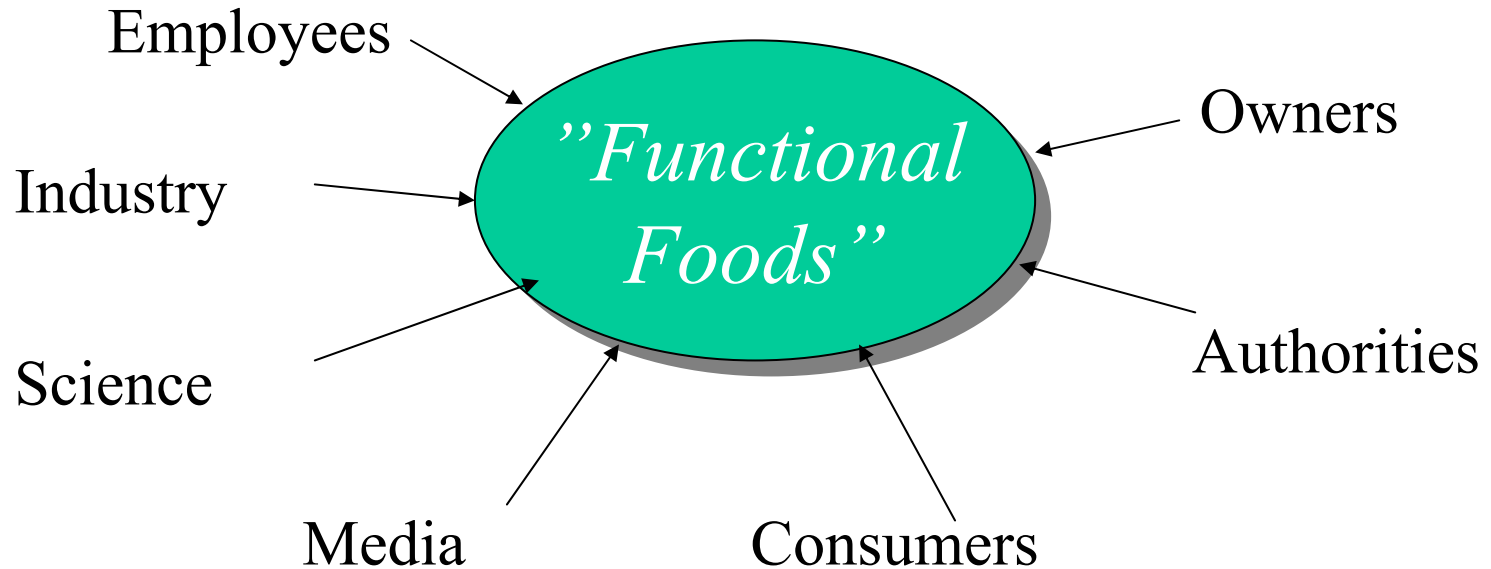 Employees
Owners
”Functional
Foods”
Industry
Science
Authorities
Media
Consumers